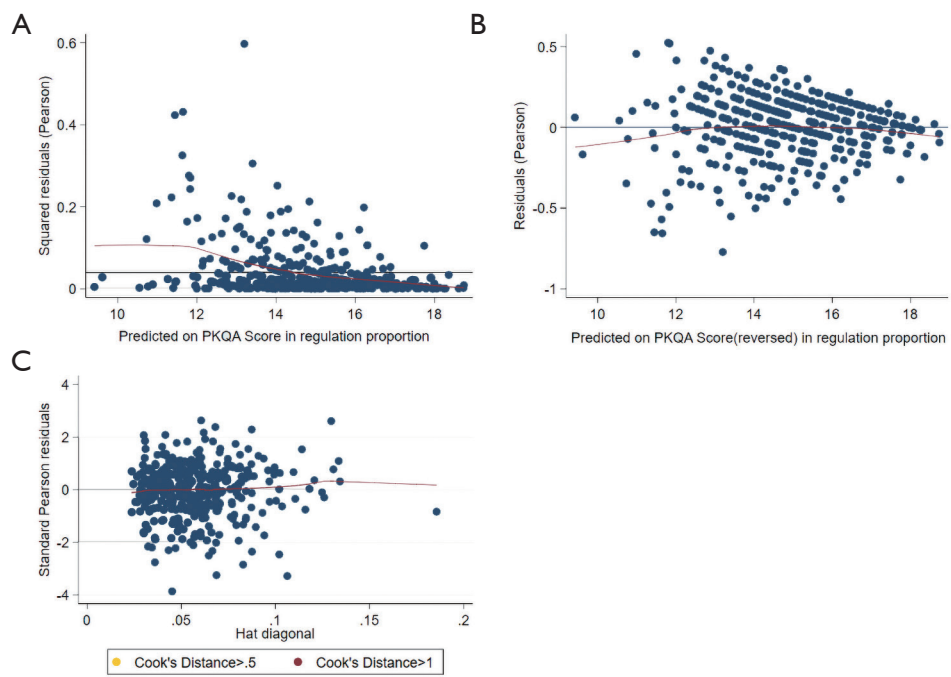 A
Squared residuals (Pearson)
0.6
0.4
0.2
0
10 12 14 16 18
Predicted on PKQA Score in regulation proportion
B
Residuals (Pearson)
0.5
0
-0.5
-1
10 12 14 16 18
Predicted on PKQA Score(reversed) in regulation proportion
C
Standard Pearson residuals
4
2
0
-2
-4
0 .05 .1 .15 .2
Hat diagonal
Cook's Distance>.5 Cook's Distance>1